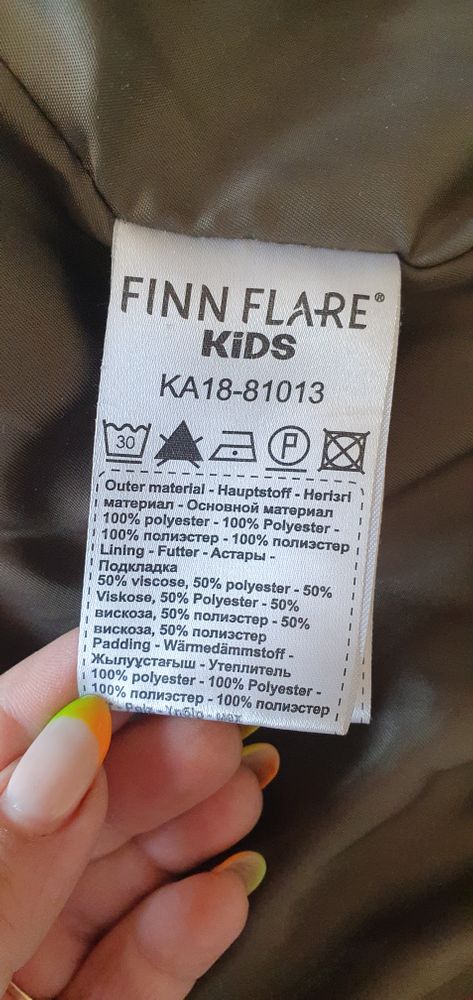 FINN FLARE®
KiDS
KA18-81013
30
P
Outer material - Hauptstoff - Herisri
материал - Основной материал
100% polyester - 100% Polyester -
100% полиэстер - 100% полиэстер
Lining - Futter - Астары -
Подкладка
50% viscose, 50% polyester - 50%
Viskose, 50% Polyester - 50%
вискоза, 50% полиэстер - 50%
вискоза, 50% полиэстер
Padding - Wärmedämmstoff -
Жылуұстағыш - Утеплитель
100% polyester - 100% Polyester -
100% полиэстер - 100% полиэстер